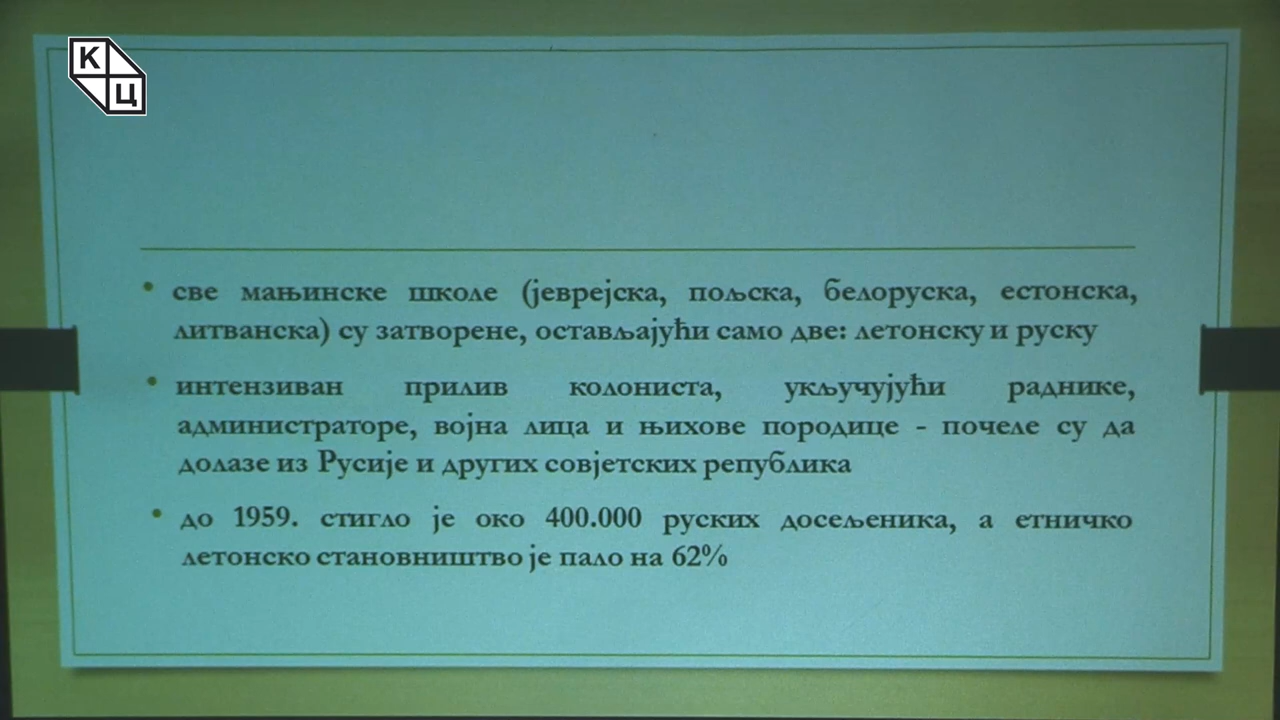 К
Ц
• све мањинске школе (јеврејска, пољска, белоруска, естонска,
литванска) су затворене, остављајући само две: летонску и руску
• интензиван прилив колониста, укључујући раднике,
администраторе, војна лица и њихове породице - почеле су да
долазе из Русије и других совјетских република
• до 1959. стигло је око 400.000 руских досељеника, а етничко
летонско становништво је пало на 62%